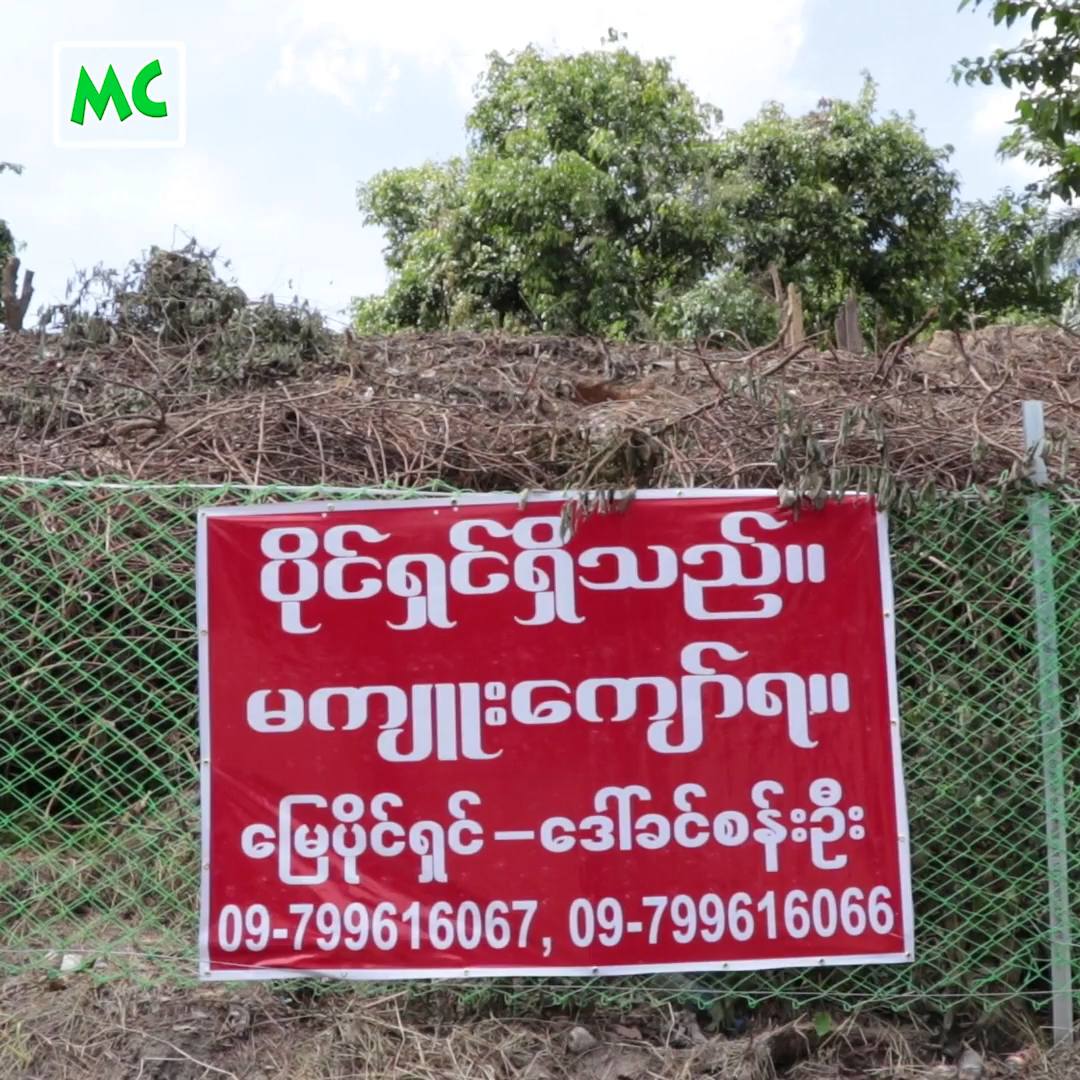 MC
ပိုင်ရှင်ရှိသည်။
မကျူးကျော်ရ။
မြေပိုင်ရှင် – ဒေါ်ခင်စန်းဦး
09-799616067, 09-799616066